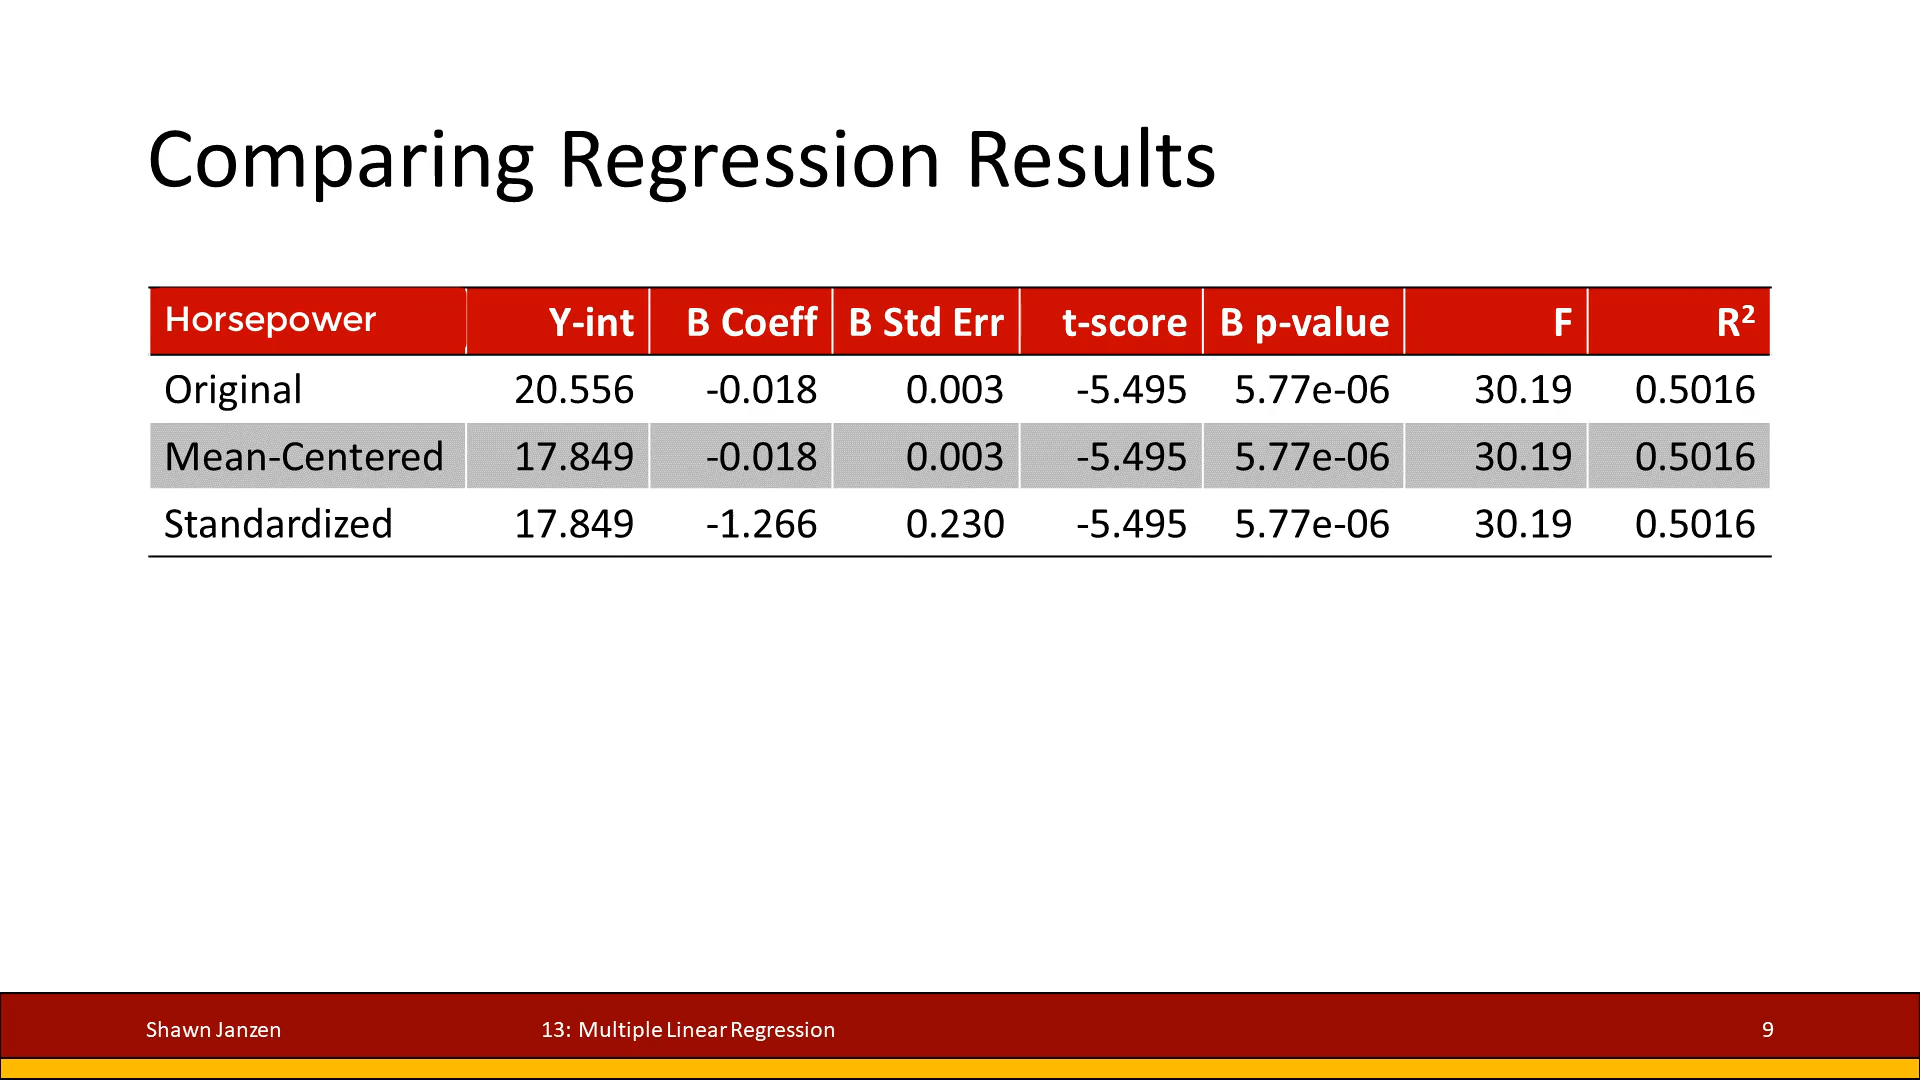 Comparing Regression Results
Horsepower Y-int B Coeff B Std Err t-score B p-value F R²
Original 20.556 -0.018 0.003 -5.495 5.77e-06 30.19 0.5016
Mean-Centered 17.849 -0.018 0.003 -5.495 5.77e-06 30.19 0.5016
Standardized 17.849 -1.266 0.230 -5.495 5.77e-06 30.19 0.5016
Shawn Janzen 13: Multiple Linear Regression 9